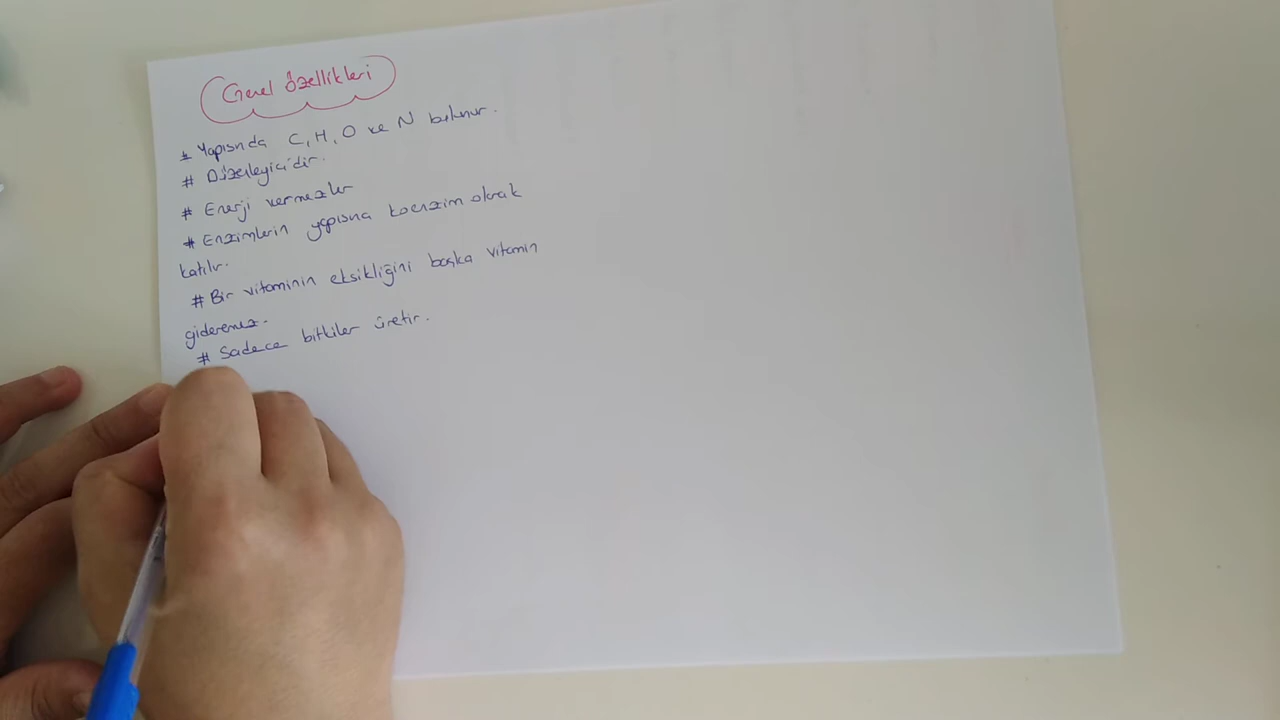 Genel Özellikleri
# Yapısında C, H, O ve N bulunur.
# Düzenleyicidir.
# Enerji vermezler
# Enzimlerin yapısına koenzim olarak
katılır.
# Bir vitaminin eksikliğini başka vitamin
gideremez.
# Sadece bitkiler üretir.